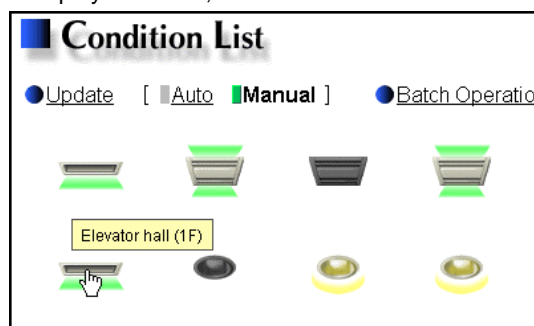 Condition List
Update [ Auto Manual ] Batch Operatio
Elevator hall (1F)